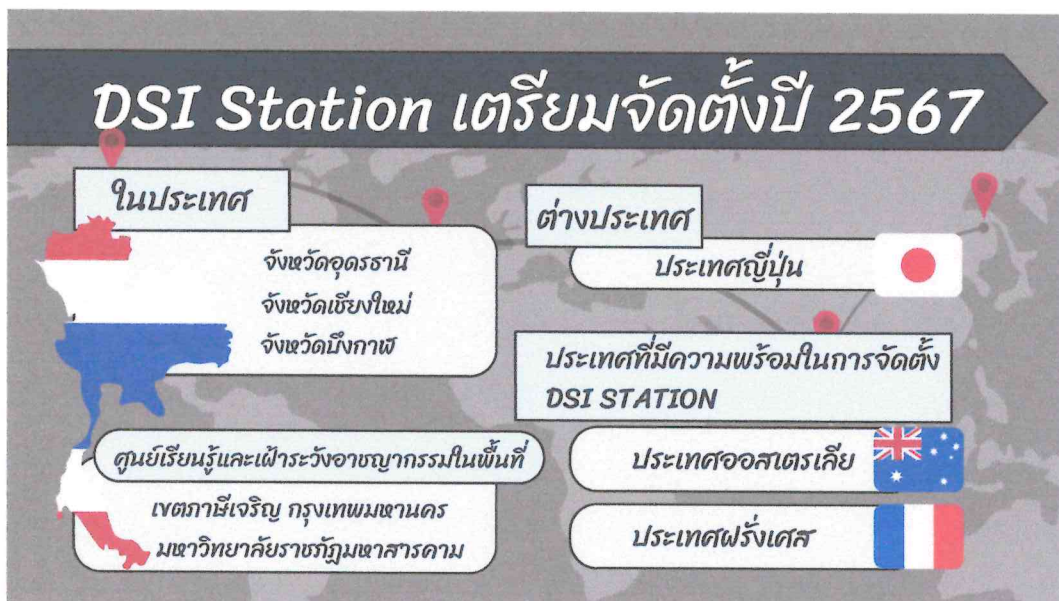 DSI Station เตรียมจัดตั้งปี 2567
ในประเทศ
จังหวัดอุดรธานี
จังหวัดเชียงใหม่
จังหวัดบึงกาฬ
ศูนย์เรียนรู้และเฝ้าระวังอาชญากรรมในพื้นที่
เขตภาษีเจริญ กรุงเทพมหานคร
มหาวิทยาลัยราชภัฏมหาสารคาม
ต่างประเทศ
ประเทศญี่ปุ่น
ประเทศที่มีความพร้อมในการจัดตั้ง
DSI STATION
ประเทศออสเตรเลีย
ประเทศฝรั่งเศส